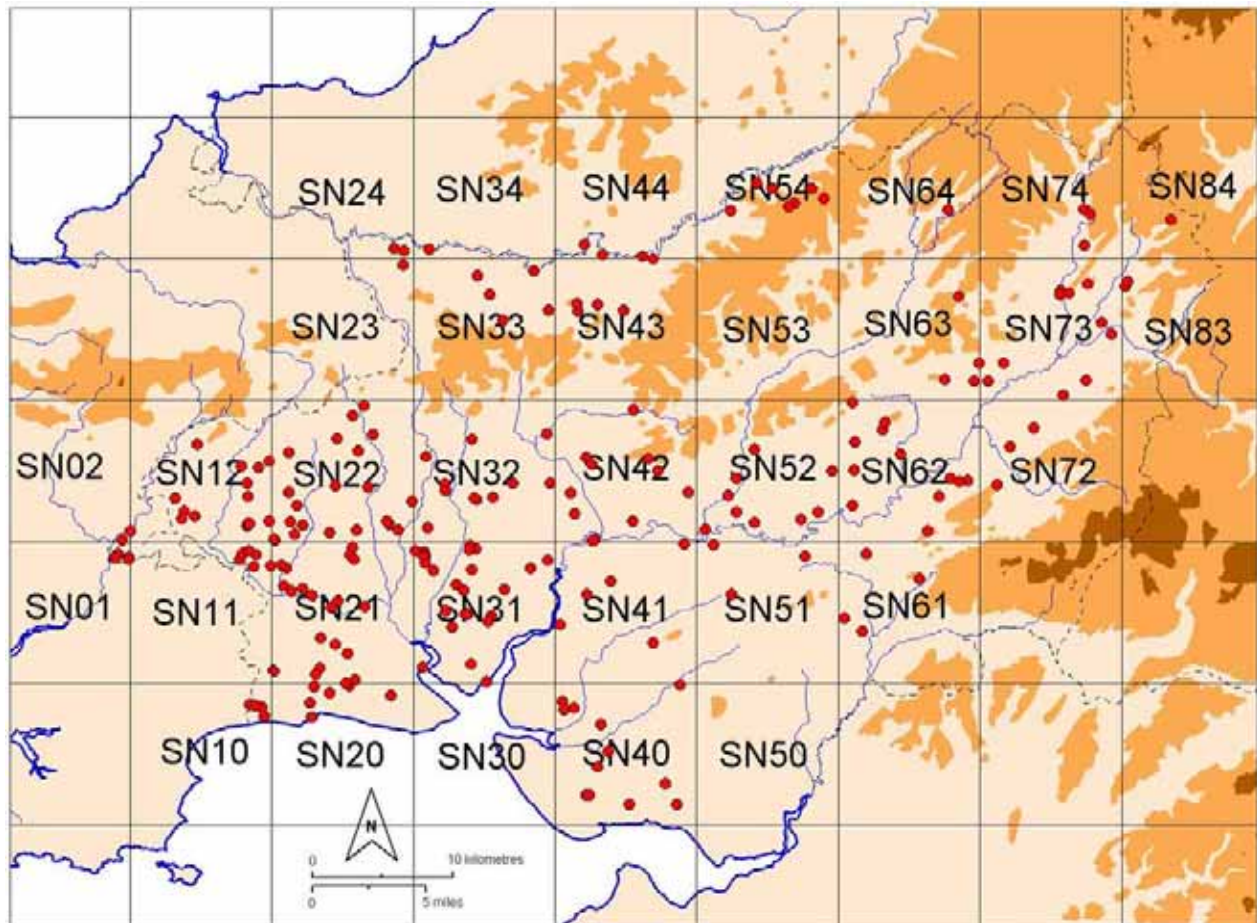 SN24 SN34 SN44 SN54 SN64 SN74 SN84
SN23 SN33 SN43 SN53 SN63 SN73 SN83
SN02 SN12 SN22 SN32 SN42 SN52 SN62 SN72
SN01 SN11 SN21 SN31 SN41 SN51 SN61
SN10 SN20 SN30 SN40 SN50
N
0 10 kilometres
0 5 miles